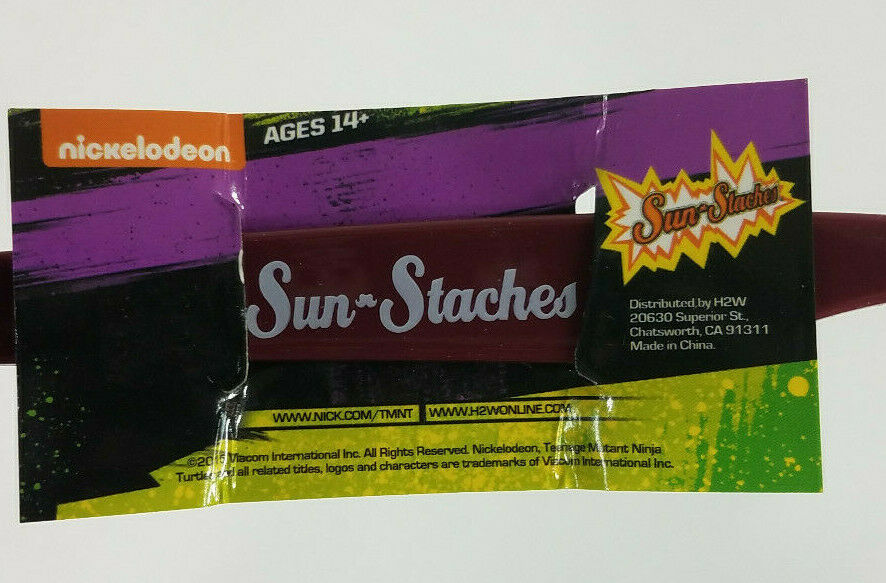 nickelodeon
AGES 14+
Sun-Staches
Sun-Staches
Distributed by H2W
20630 Superior St.,
Chatsworth, CA 91311
Made in China.
WWW.NICK.COM/TMNT WWW.H2WONLINE.COM
Viacom International Inc. All Rights Reserved. Nickelodeon, Teenage Mutant Ninja
Turtles and all related titles, logos and characters are trademarks of Viacom International Inc.